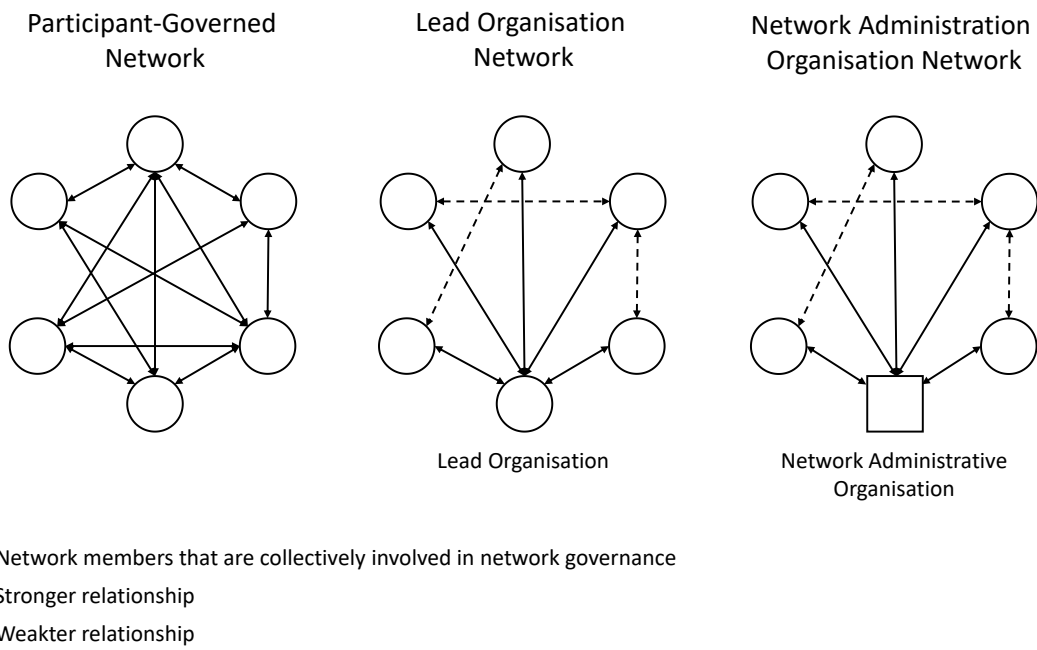 Participant-Governed
Network
Lead Organisation
Network
Network Administration
Organisation Network
Lead Organisation
Network Administrative
Organisation
Network members that are collectively involved in network governance
Stronger relationship
Weakter relationship